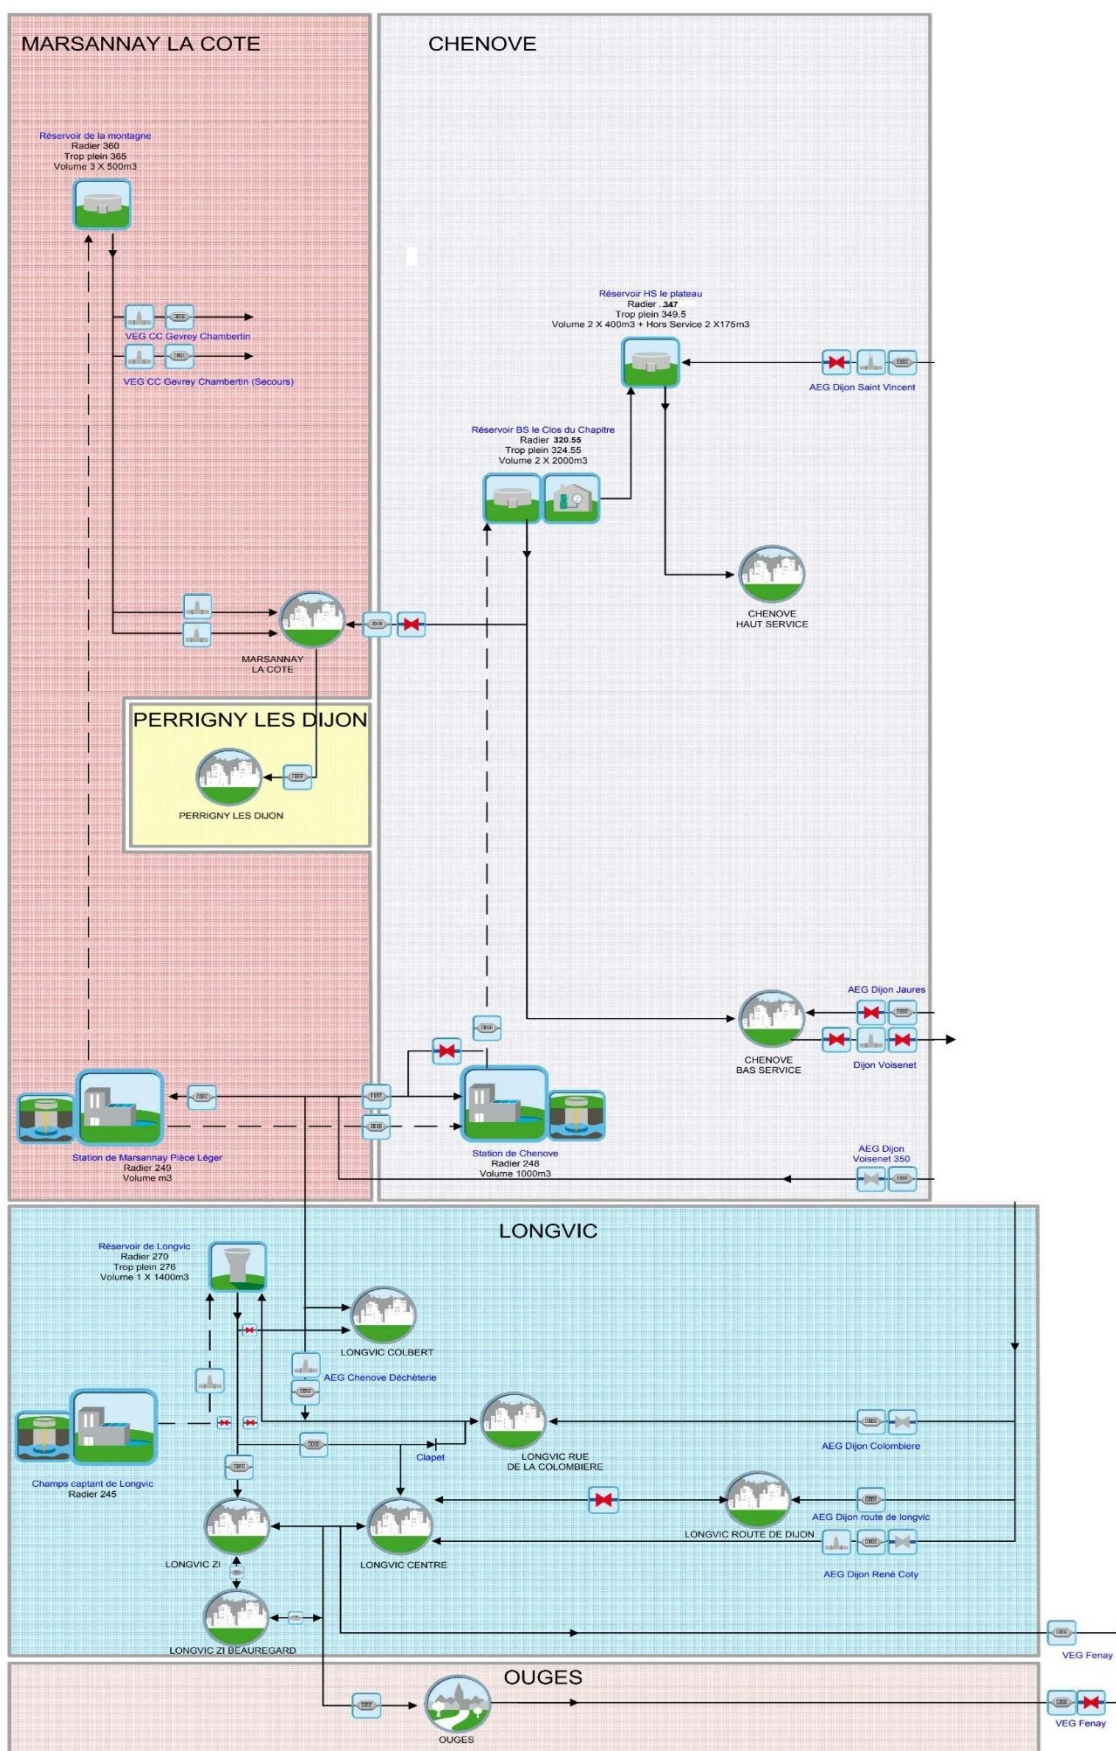 MARSANNAY LA COTE
CHENOVE
Réservoir de la montagne
Radier 360
Trop plein 365
Volume 3 X 500m3
VEG CC Gevrey Chambertin
VEG CC Gevrey Chambertin (Secours)
Réservoir HS le plateau
Radier .347
Trop plein 349.5
Volume 2 X 400m3 + Hors Service 2 X175m3
AEG Dijon Saint Vincent
Réservoir BS le Clos du Chapitre
Radier 320.55
Trop plein 324.55
Volume 2 X 2000m3
CHENOVE
HAUT SERVICE
MARSANNAY
LA COTE
PERRIGNY LES DIJON
PERRIGNY LES DIJON
AEG Dijon Jaures
CHENOVE
BAS SERVICE
Dijon Voisenet
Station de Marsannay Pièce Léger
Radier 249
Volume m3
Station de Chenove
Radier 248
Volume 1000m3
AEG Dijon
Voisenet 350
LONGVIC
Réservoir de Longvic
Radier 270
Trop plein 276
Volume 1 X 1400m3
LONGVIC COLBERT
AEG Chenove Déchèterie
Clapet
LONGVIC RUE
DE LA COLOMBIERE
AEG Dijon Colombiere
Champs captant de Longvic
Radier 245
AEG Dijon route de longvic
LONGVIC ROUTE DE DIJON
LONGVIC ZI
LONGVIC CENTRE
AEG Dijon René Coty
LONGVIC ZI BEAUREGARD
VEG Fenay
OUGES
OUGES
VEG Fenay